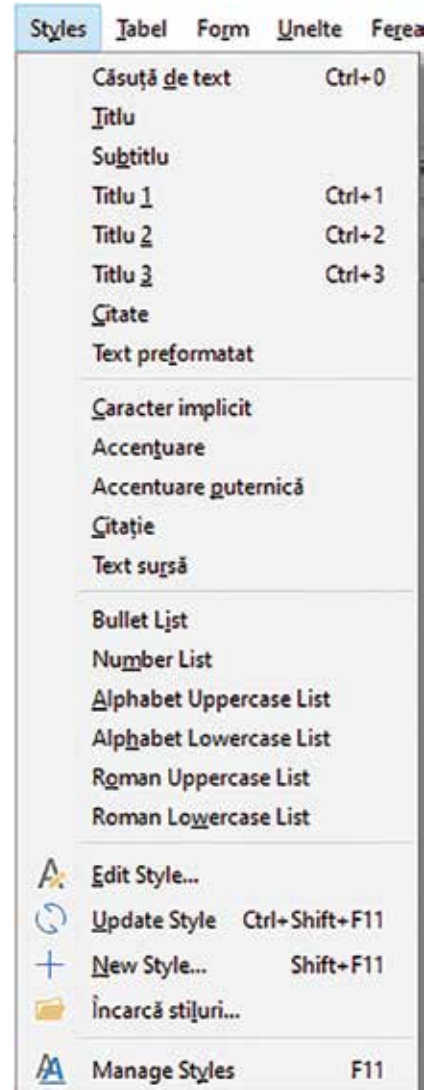 Styles Tabel Form Unelte Ferea
Căsuță de text Ctrl+0
Titlu
Subtitlu
Titlu 1 Ctrl+1
Titlu 2 Ctrl+2
Titlu 3 Ctrl+3
Citate
Text preformatat
Caracter implicit
Accentuare
Accentuare puternică
Citație
Text sursă
Bullet List
Number List
Alphabet Uppercase List
Alphabet Lowercase List
Roman Uppercase List
Roman Lowercase List
Edit Style...
Update Style Ctrl+Shift+F11
New Style... Shift+F11
Încarcă stiluri...
Manage Styles F11